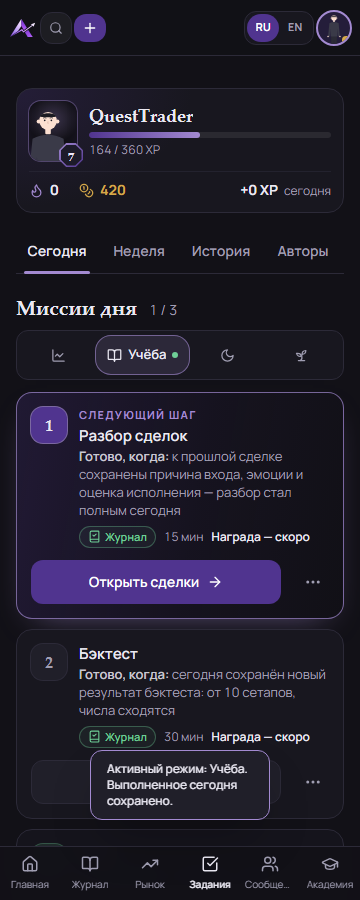 RU EN
QuestTrader
7
164 / 360 XP
0 420 +0 XP сегодня
Сегодня Неделя История Авторы
Миссии дня 1 / 3
Учёба
1
СЛЕДУЮЩИЙ ШАГ
Разбор сделок
Готово, когда: к прошлой сделке
сохранены причина входа, эмоции и
оценка исполнения — разбор стал
полным сегодня
Журнал 15 мин Награда — скоро
Открыть сделки →
2
Бэктест
Готово, когда: сегодня сохранён новый
результат бэктеста: от 10 сетапов,
числа сходятся
Журнал 30 мин Награда — скоро
Активный режим: Учёба.
Выполненное сегодня
сохранено.
Главная Журнал Рынок Задания Сообще... Академия